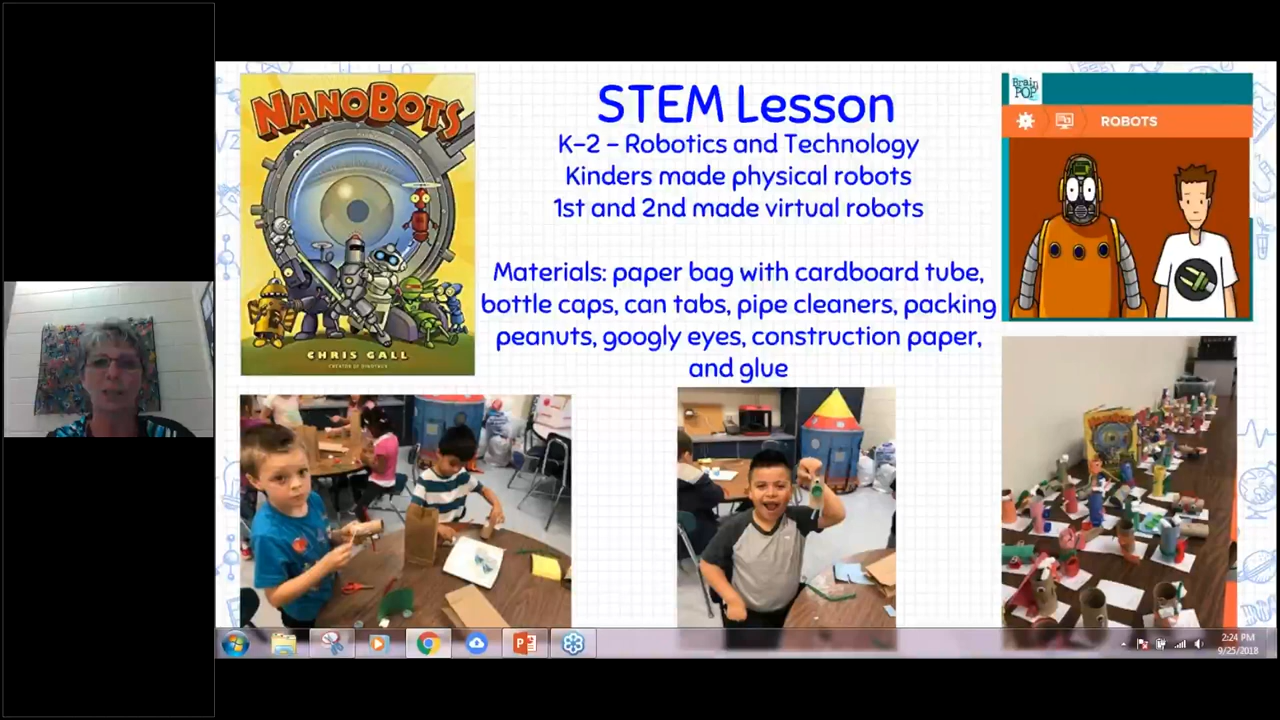 NANOBOTS
CHRIS GALL
CREATOR OF DINOTRUX
STEM Lesson
K-2 - Robotics and Technology
Kinders made physical robots
1st and 2nd made virtual robots
Materials: paper bag with cardboard tube,
bottle caps, can tabs, pipe cleaners, packing
peanuts, googly eyes, construction paper,
and glue
Brain
POP
ROBOTS
2:24 PM
9/25/2018